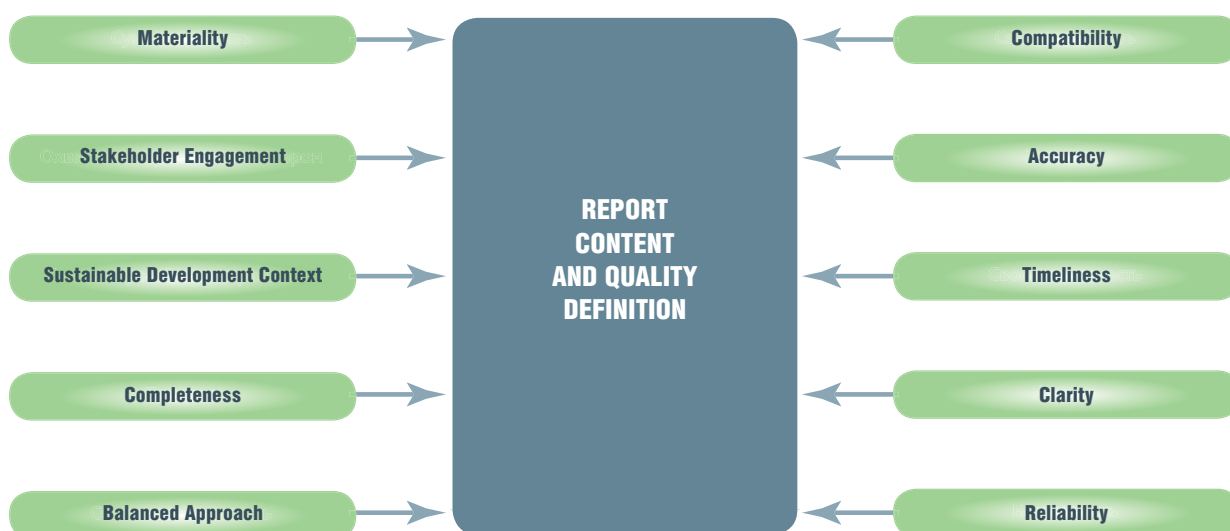 Materiality
Stakeholder Engagement
Sustainable Development Context
Completeness
Balanced Approach
REPORT
CONTENT
AND QUALITY
DEFINITION
Compatibility
Accuracy
Timeliness
Clarity
Reliability